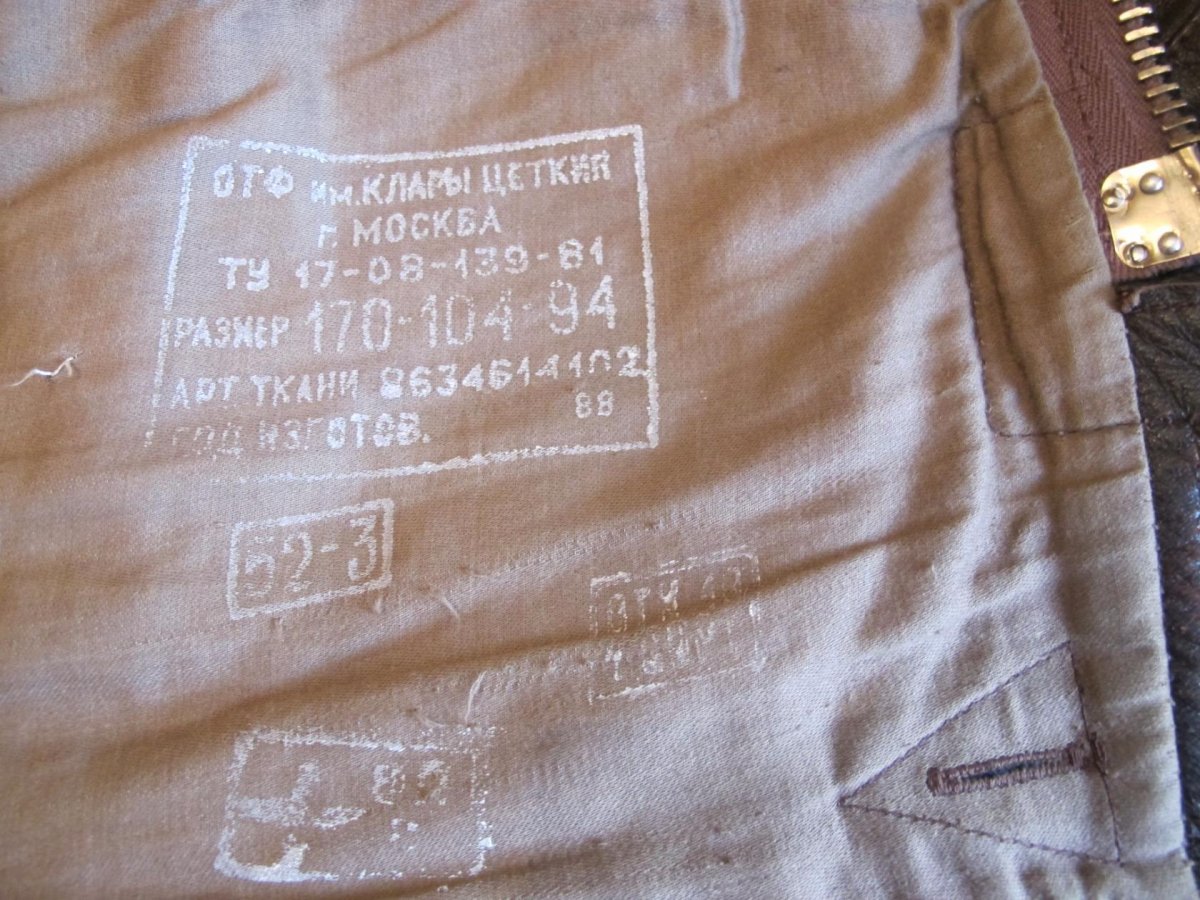 ОТФ им. КЛАРЫ ЦЕТКИН
г. МОСКВА
ТУ 17-08-139-81
РАЗМЕР 170-104-94
АРТ ТКАНИ 8634614102
ГОД ИЗГОТОВ. 88
52-3
82